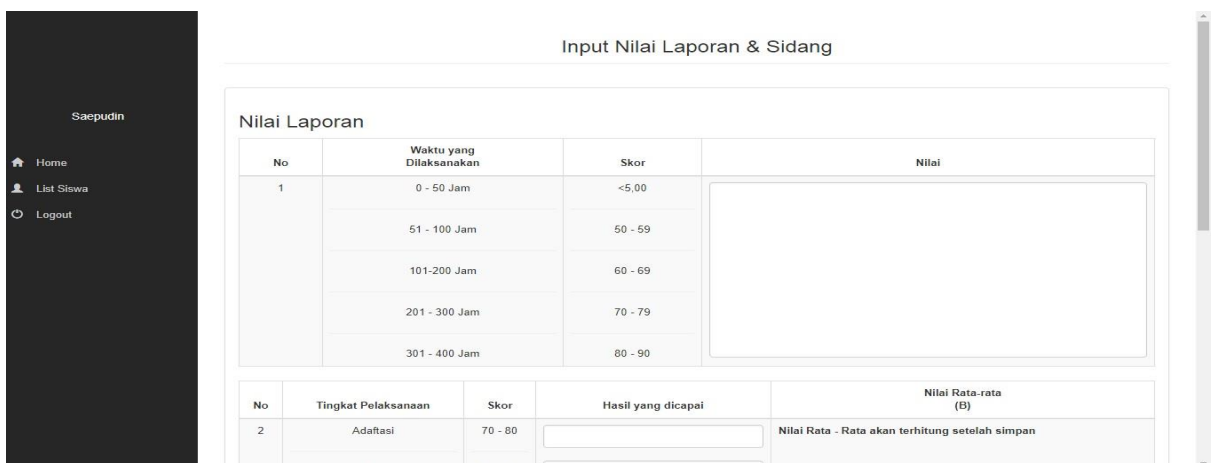 Input Nilai Laporan & Sidang
Saepudin
Home
List Siswa
Logout
Nilai Laporan
No
Waktu yang
Dilaksanakan
Skor
Nilai
1
0 - 50 Jam
<5,00
51 - 100 Jam
50 - 59
101-200 Jam
60 - 69
201 - 300 Jam
70 - 79
301 - 400 Jam
80 - 90
No
Tingkat Pelaksanaan
Skor
Hasil yang dicapai
Nilai Rata-rata
(B)
2
Adaftasi
70 - 80
Nilai Rata - Rata akan terhitung setelah simpan